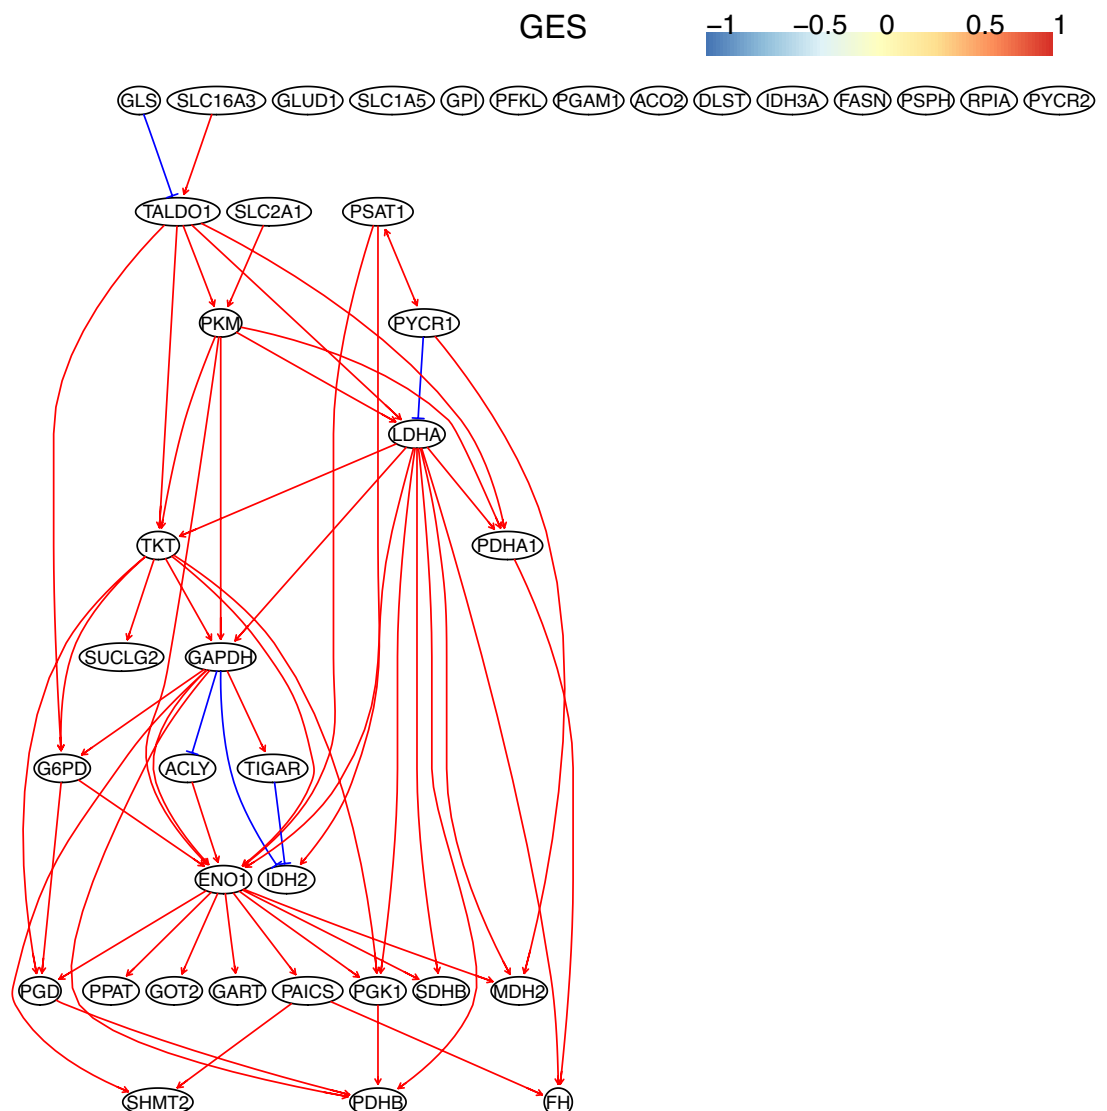 GES
−1 −0.5 0 0.5 1
GLS SLC16A3 GLUD1 SLC1A5 GPI PFKL PGAM1 ACO2 DLST IDH3A FASN PSPH RPIA PYCR2
TALDO1 SLC2A1 PSAT1
PKM PYCR1
LDHA
TKT PDHA1
SUCLG2 GAPDH
G6PD ACLY TIGAR
ENO1 IDH2
PGD PPAT GOT2 GART PAICS PGK1 SDHB MDH2
SHMT2 PDHB FH